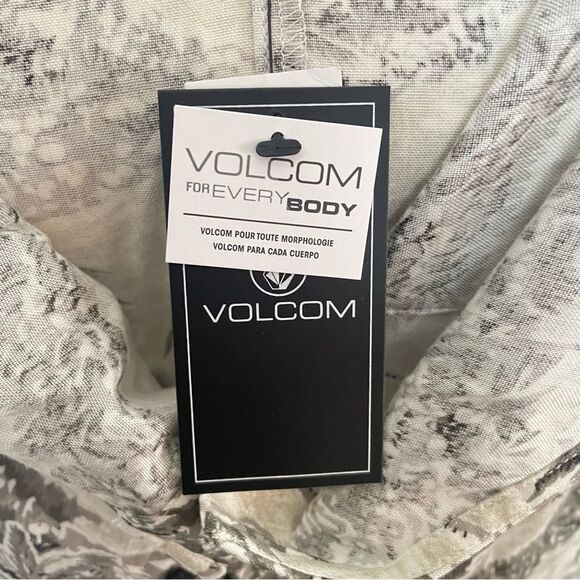 VOLCOM
FOR EVERY BODY
VOLCOM POUR TOUTE MORPHOLOGIE
VOLCOM PARA CADA CUERPO
VOLCOM